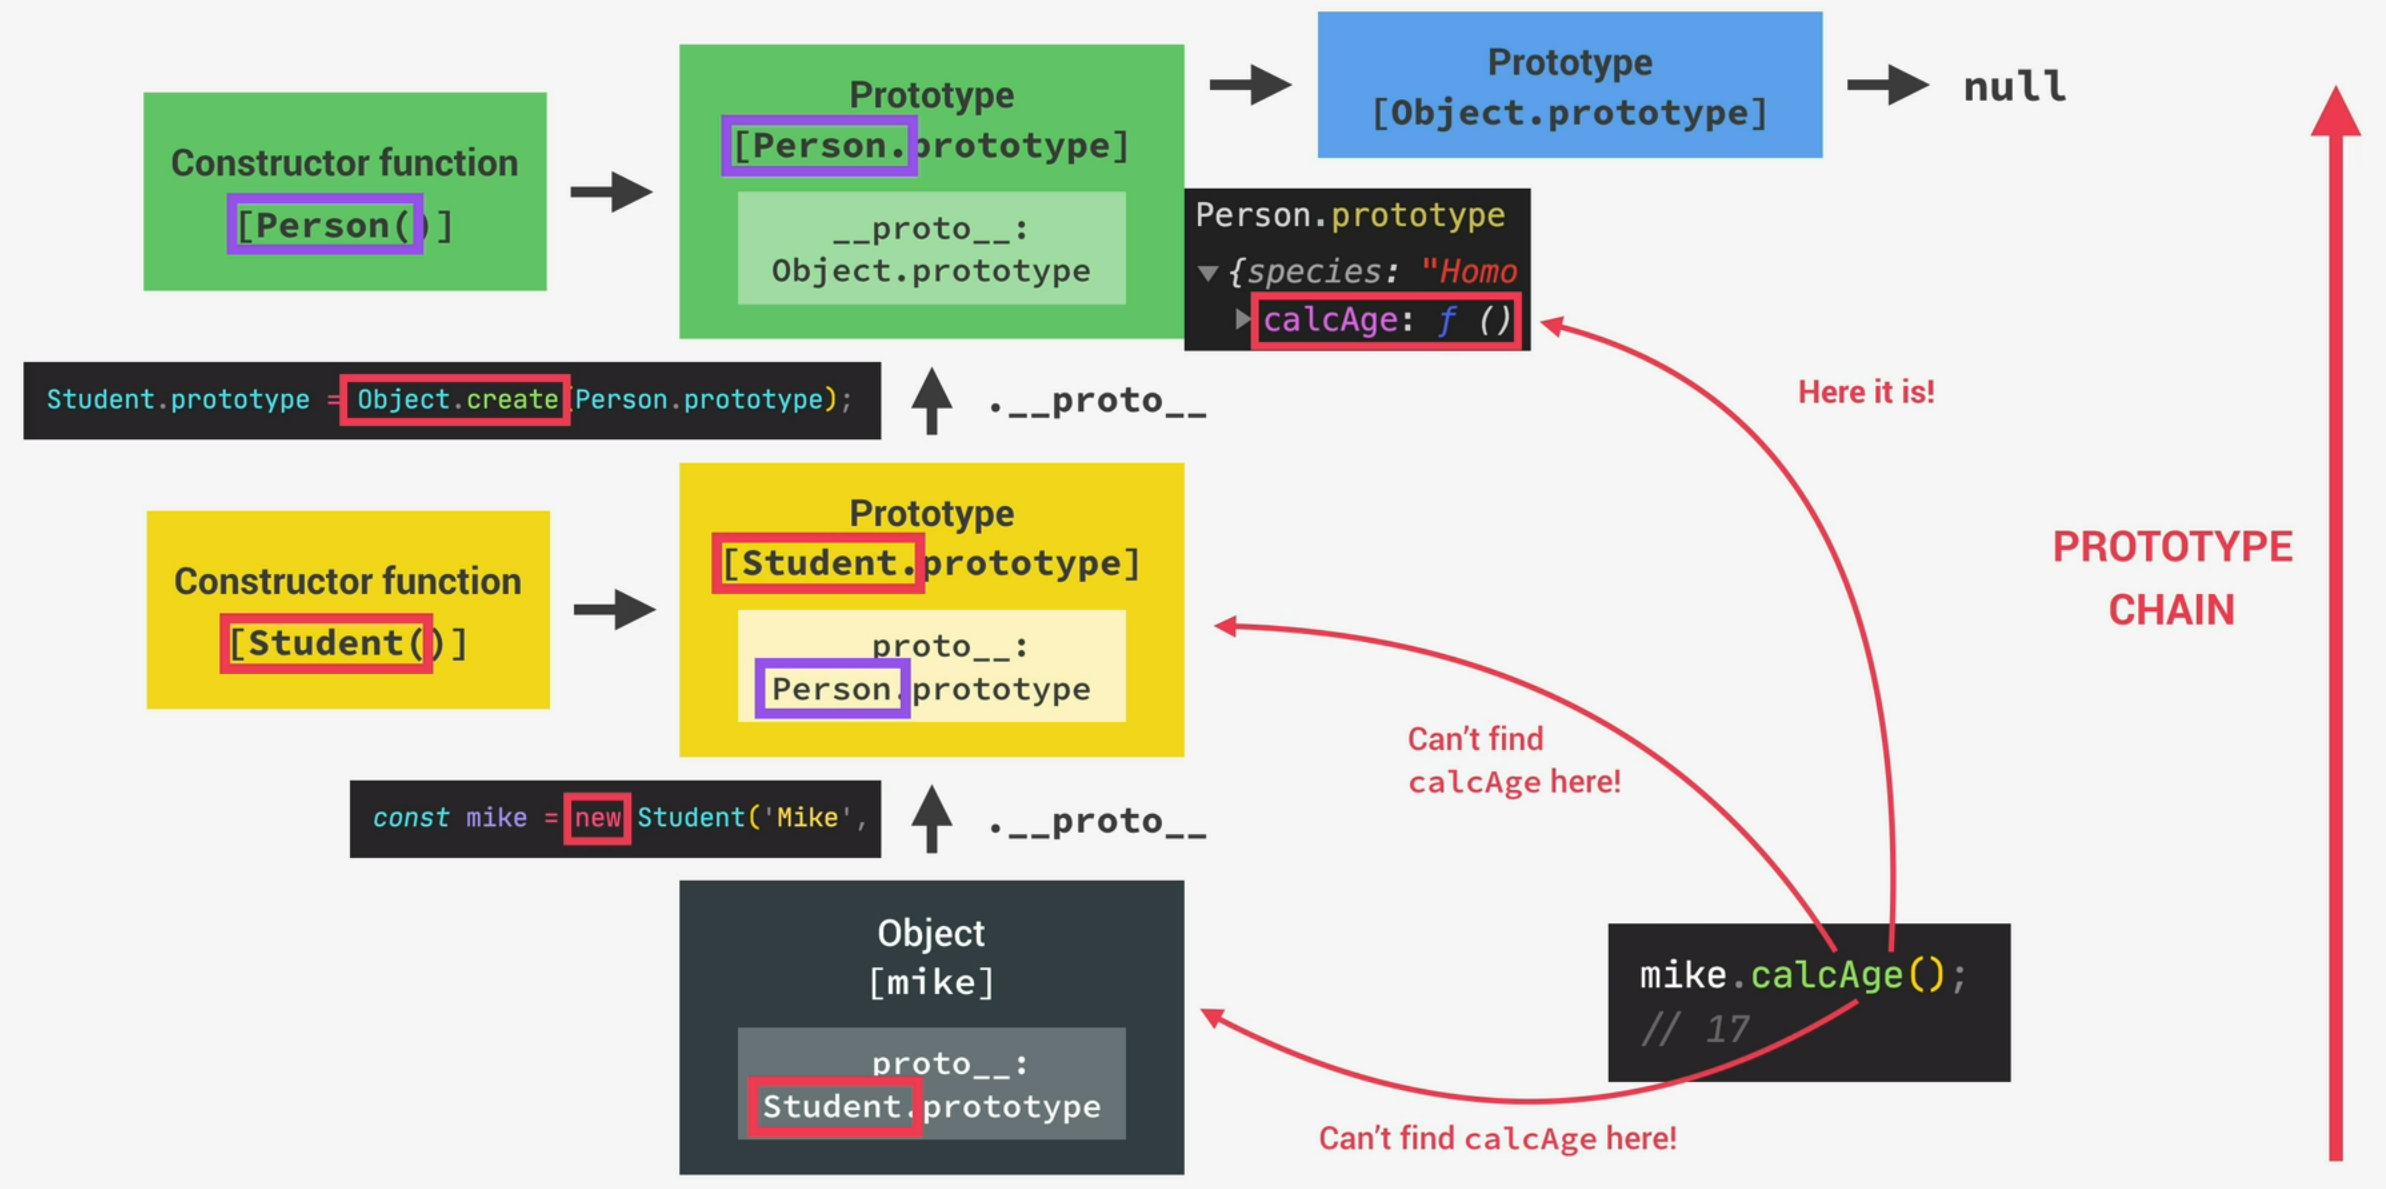 Constructor function
[Person()]
Prototype
[Person.prototype]
__proto__:
Object.prototype
Prototype
[Object.prototype]
null
Person.prototype
{species: "Homo
calcAge: ƒ ()
Here it is!
Student.prototype = Object.create(Person.prototype);
.__proto__
Constructor function
[Student()]
Prototype
[Student.prototype]
proto__:
Person.prototype
PROTOTYPE
CHAIN
Can't find
calcAge here!
const mike = new Student('Mike',
.__proto__
Object
[mike]
proto__:
Student.prototype
mike.calcAge();
// 17
Can't find calcAge here!